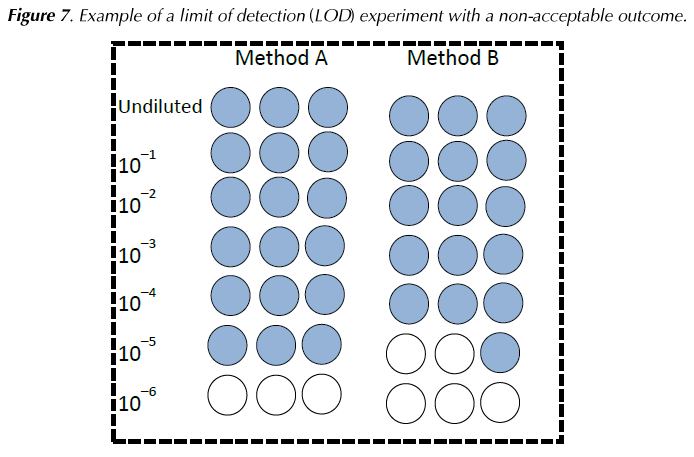 Figure 7. Example of a limit of detection (LOD) experiment with a non-acceptable outcome.
Method A Method B
Undiluted
10⁻¹
10⁻²
10⁻³
10⁻⁴
10⁻⁵
10⁻⁶